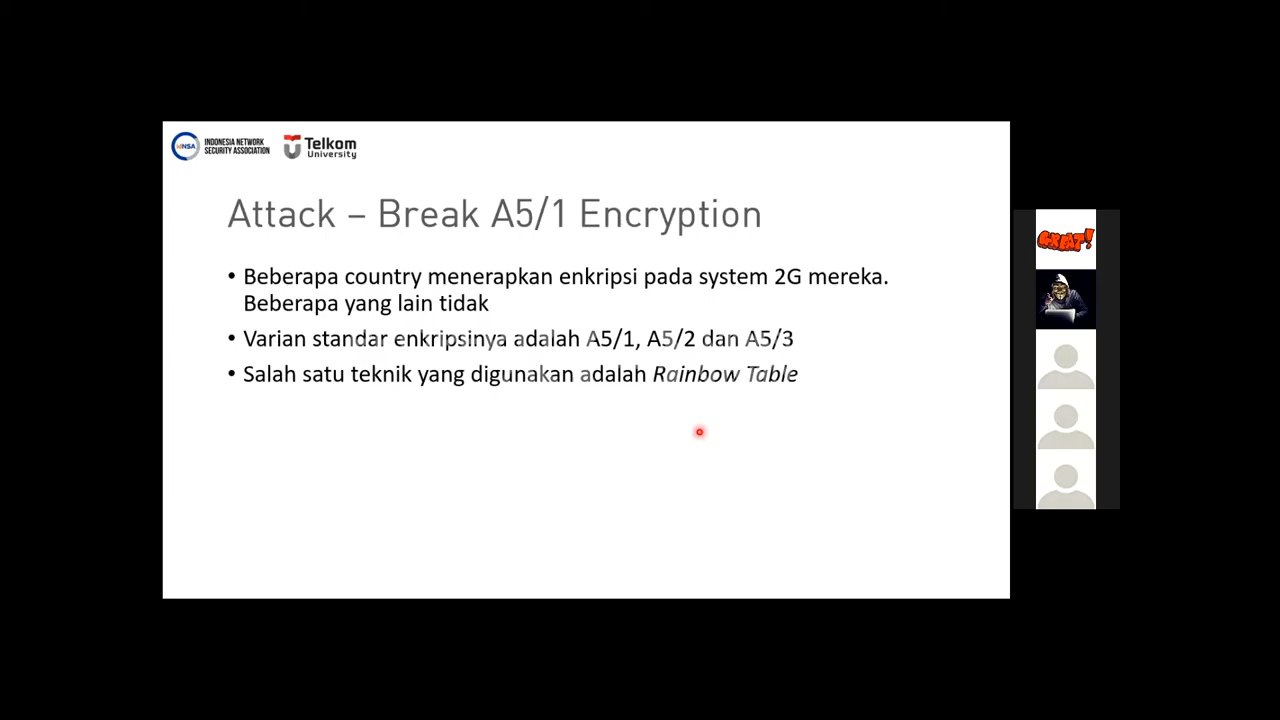 IDNSA INDONESIA NETWORK
SECURITY ASSOCIATION
Telkom
University
Attack – Break A5/1 Encryption
• Beberapa country menerapkan enkripsi pada system 2G mereka.
Beberapa yang lain tidak
• Varian standar enkripsinya adalah A5/1, A5/2 dan A5/3
• Salah satu teknik yang digunakan adalah Rainbow Table
GREAT!